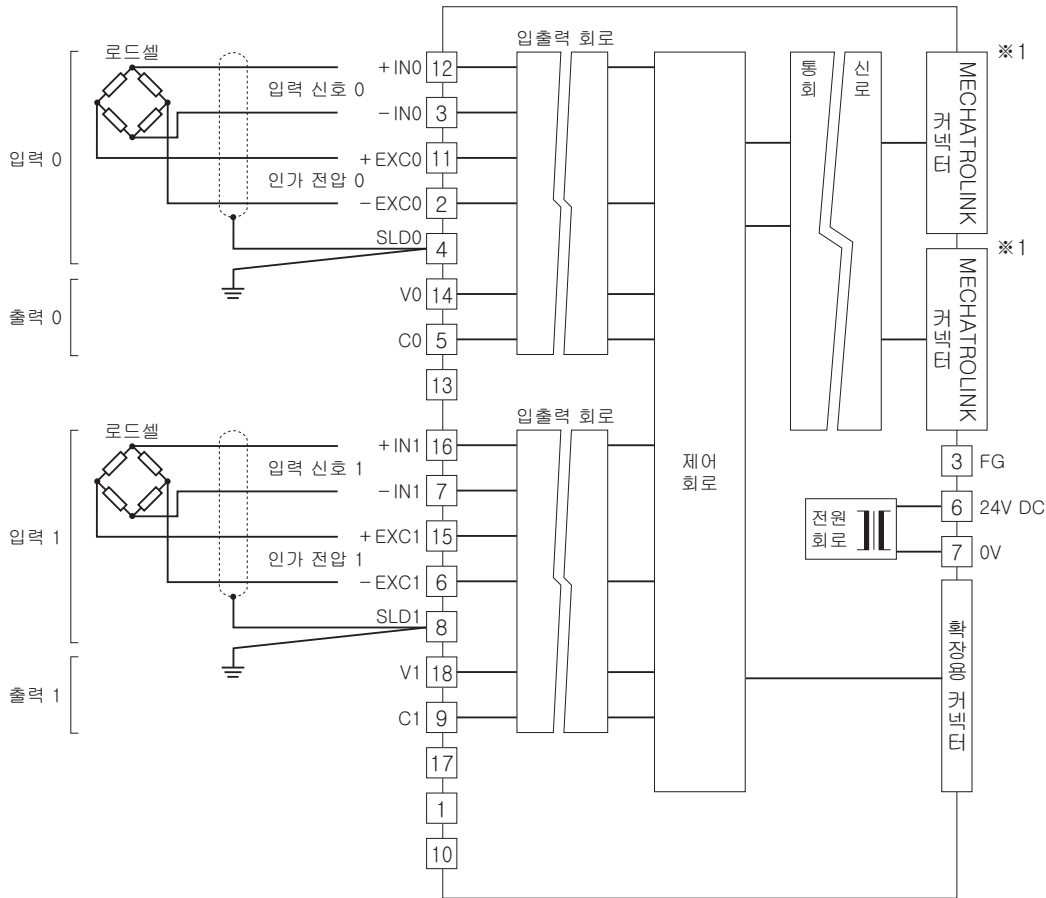 로드셀
입력 0
입력 신호 0
인가 전압 0
+IN0 12
-IN0 3
+EXC0 11
-EXC0 2
SLD0 4
출력 0
V0 14
C0 5
13
로드셀
입력 1
입력 신호 1
인가 전압 1
+IN1 16
-IN1 7
+EXC1 15
-EXC1 6
SLD1 8
출력 1
V1 18
C1 9
17
1
10
입출력 회로
입출력 회로
제어
회로
통신
회로
MECHATROLINK
커넥터
※1
MECHATROLINK
커넥터
※1
3 FG
6 24V DC
7 0V
전원
회로
확장용 커넥터